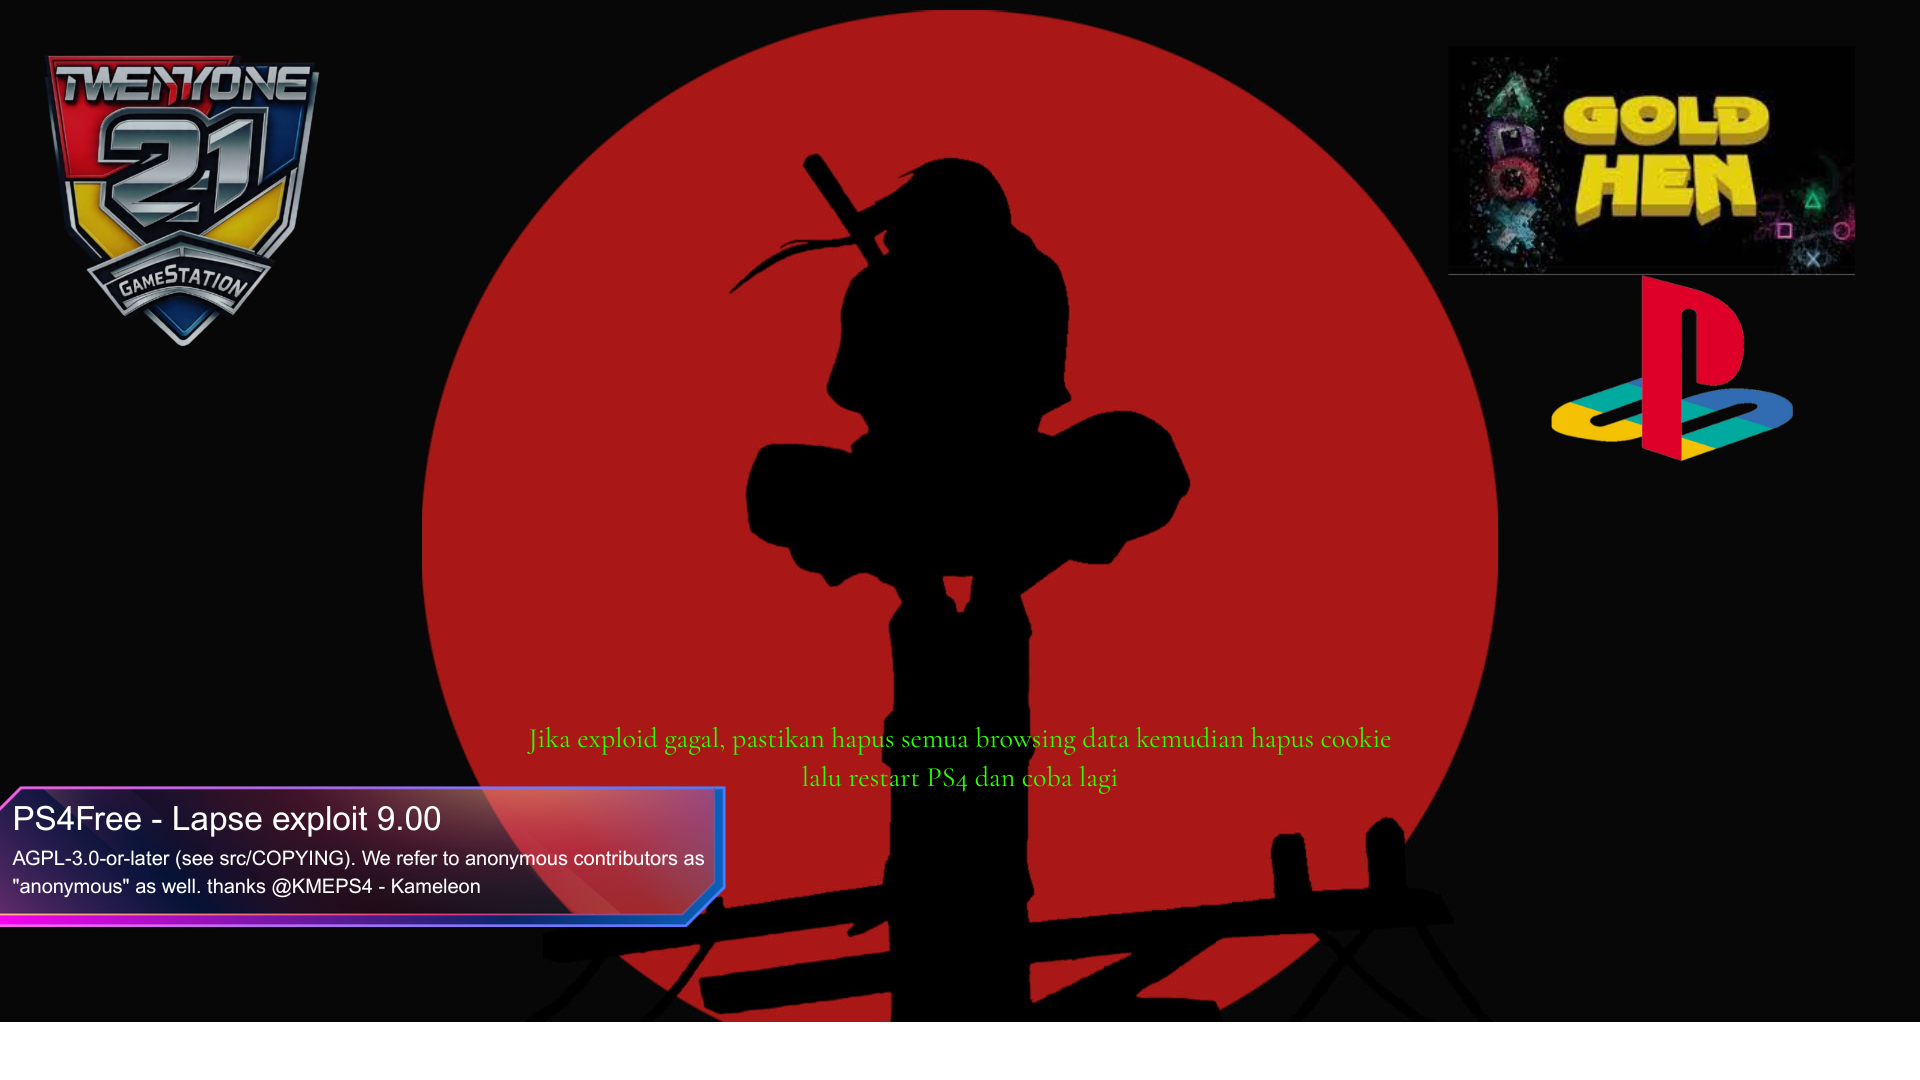 TWENTYONE
21
GAMESTATION
GOLD
HEN
Jika exploid gagal, pastikan hapus semua browsing data kemudian hapus cookie
lalu restart PS4 dan coba lagi
PS4Free - Lapse exploit 9.00
AGPL-3.0-or-later (see src/COPYING). We refer to anonymous contributors as
"anonymous" as well. thanks @KMEPS4 - Kameleon